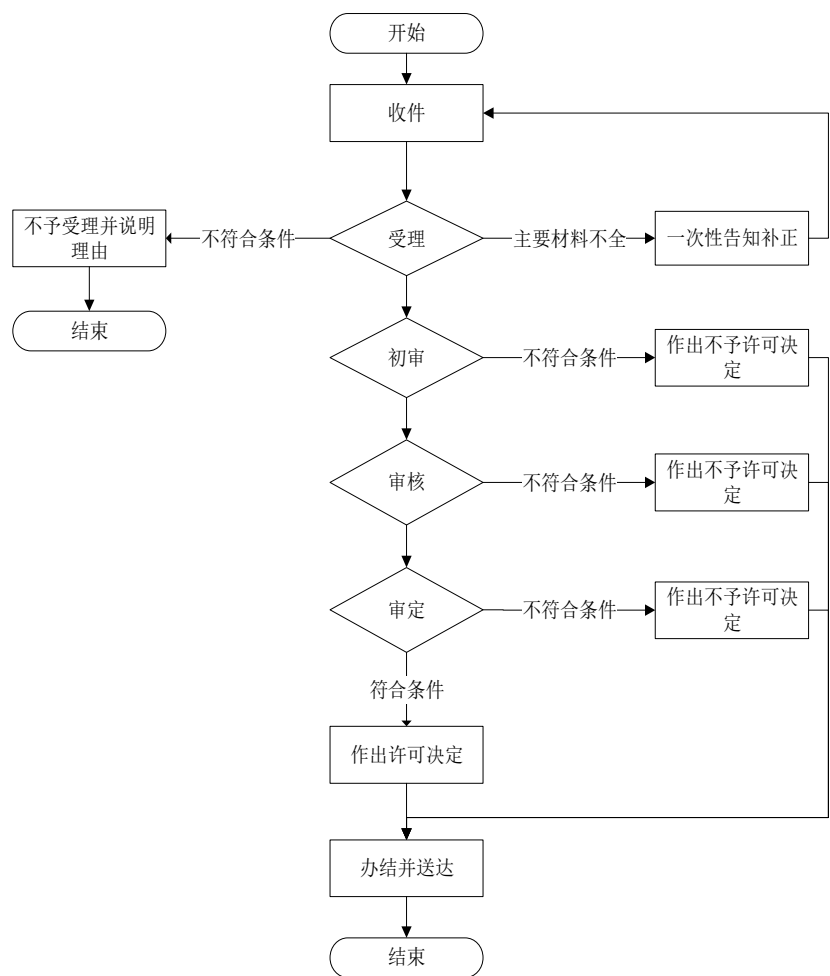 开始
收件
不予受理并说明
理由
不符合条件
受理
主要材料不全
一次性告知补正
结束
初审
不符合条件
作出不予许可决
定
审核
不符合条件
作出不予许可决
定
审定
不符合条件
作出不予许可决
定
符合条件
作出许可决定
办结并送达
结束